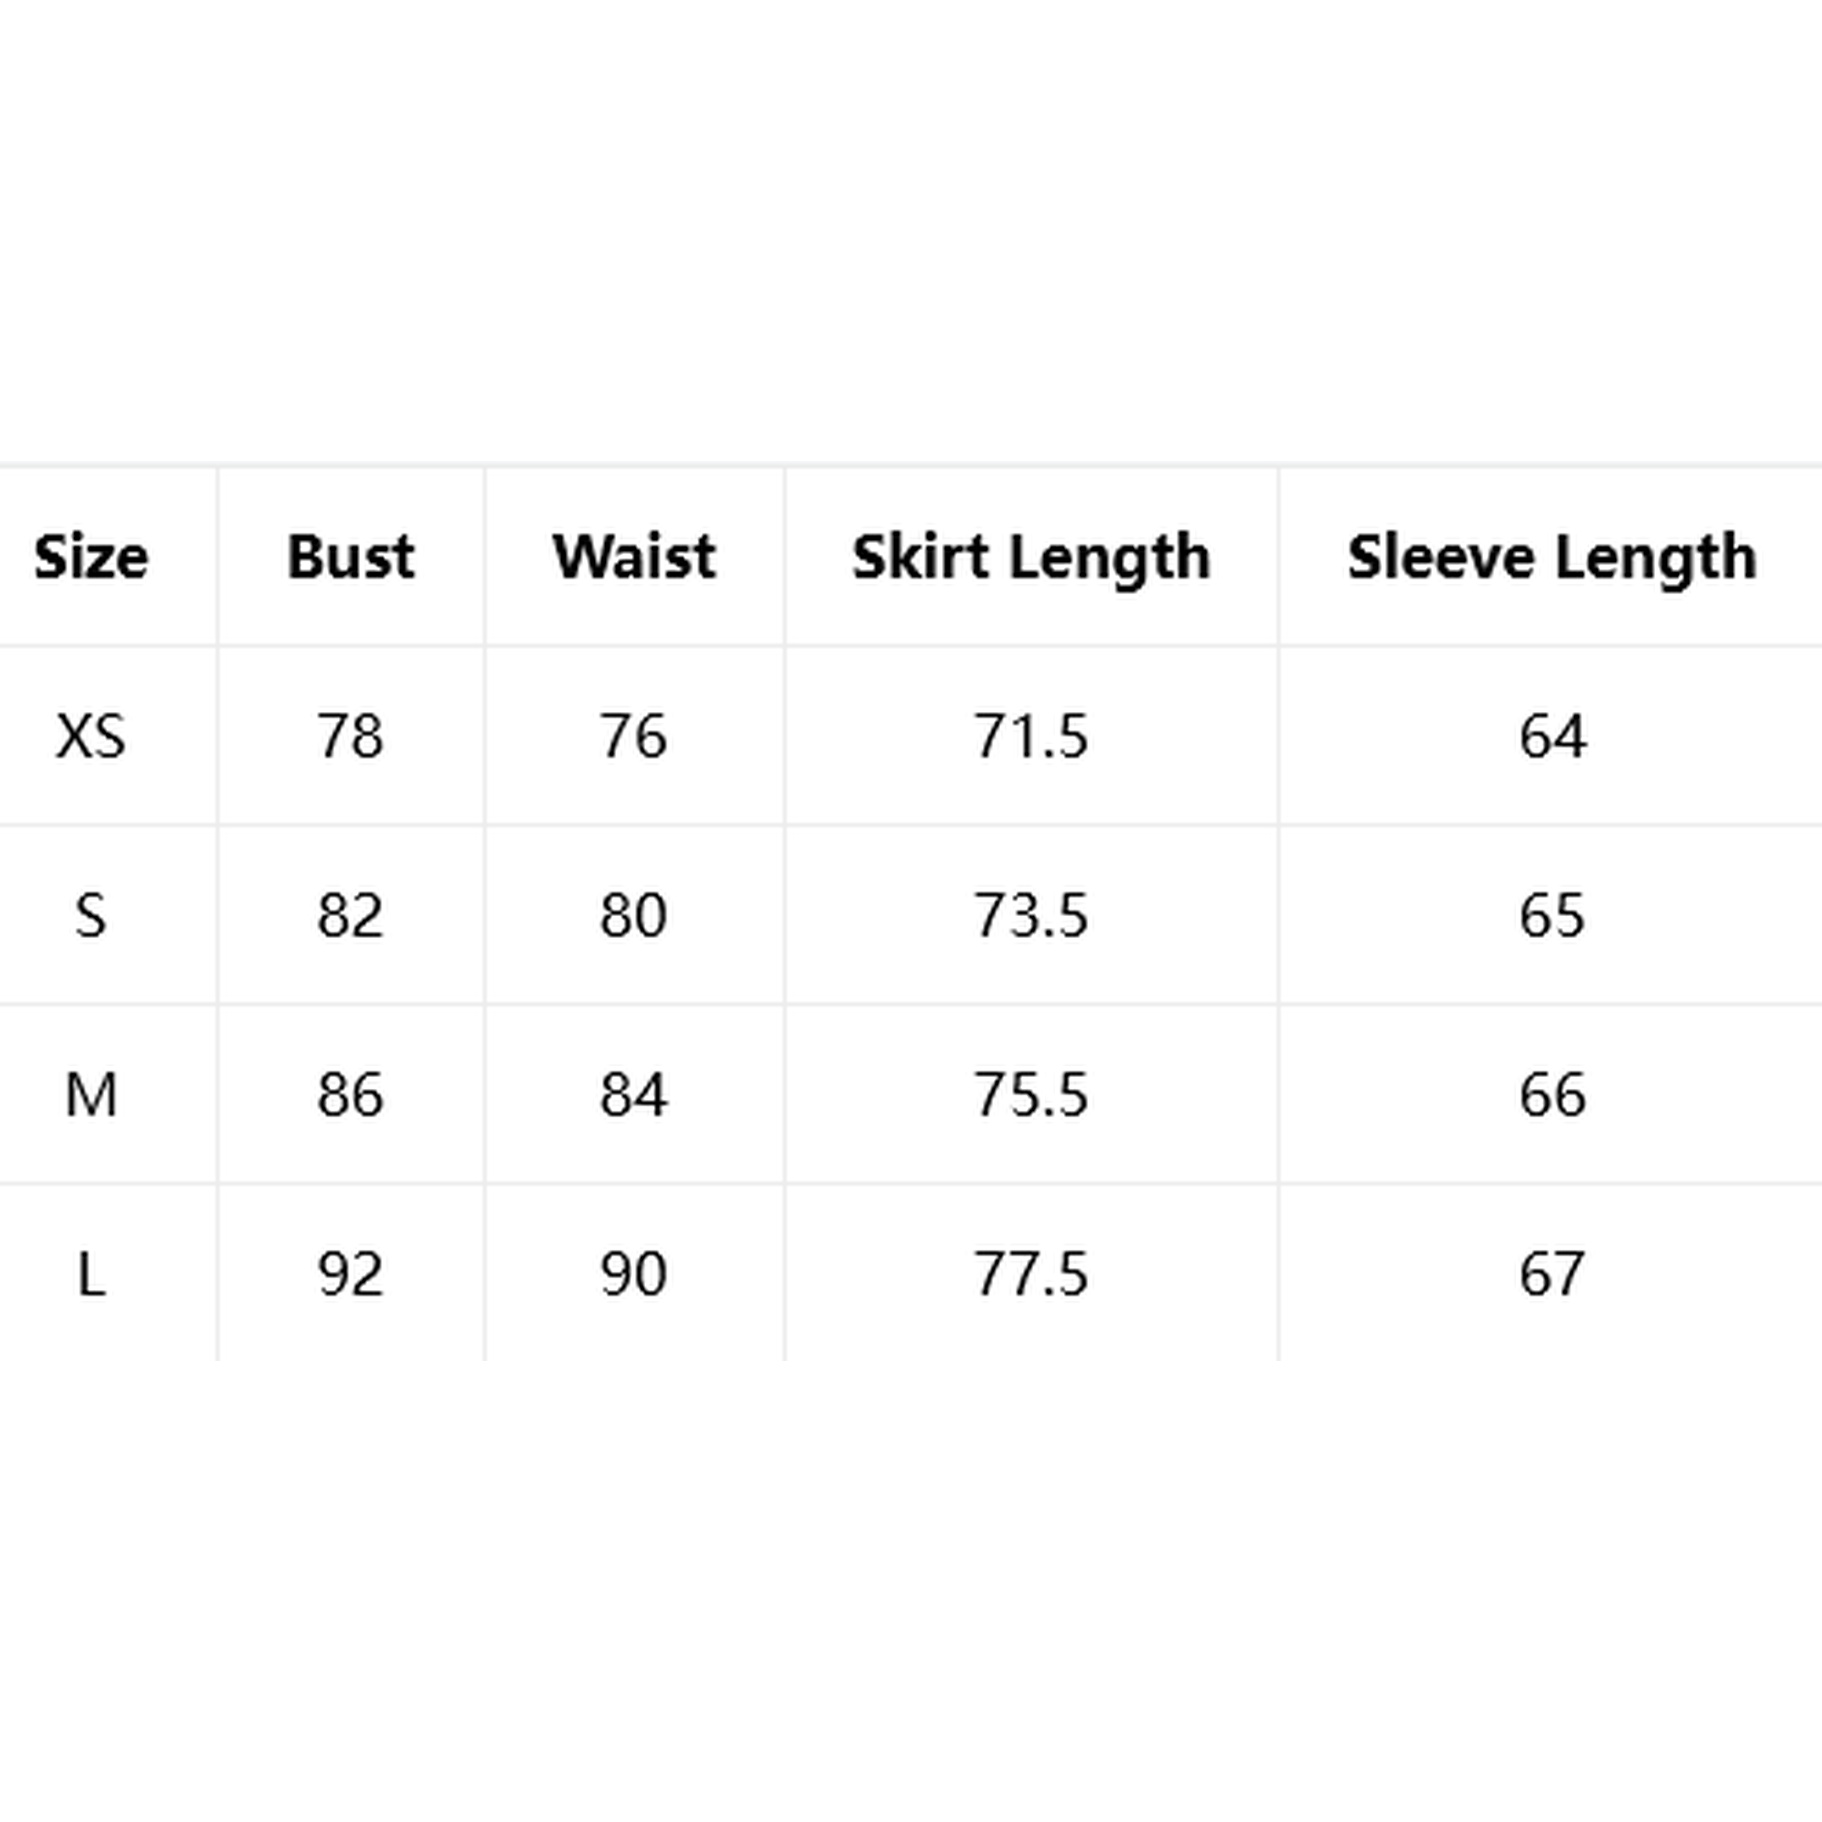 Size Bust Waist Skirt Length Sleeve Length
XS 78 76 71.5 64
S 82 80 73.5 65
M 86 84 75.5 66
L 92 90 77.5 67